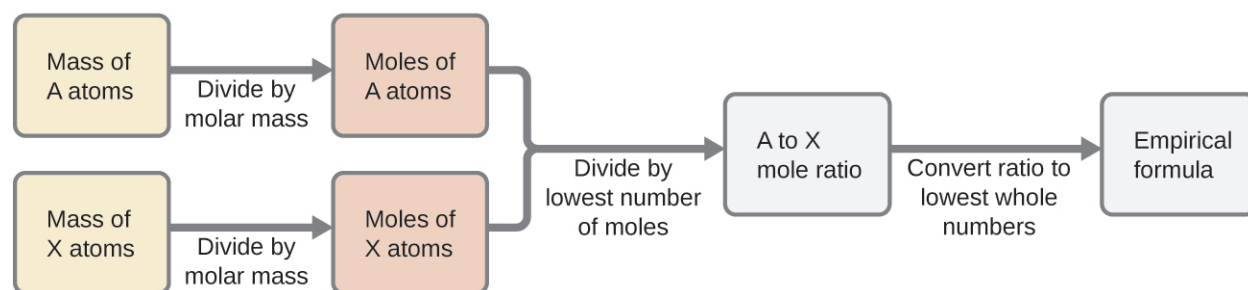 Mass of
A atoms
Divide by
molar mass
Moles of
A atoms
Mass of
X atoms
Divide by
molar mass
Moles of
X atoms
Divide by
lowest number
of moles
A to X
mole ratio
Convert ratio to
lowest whole
numbers
Empirical
formula